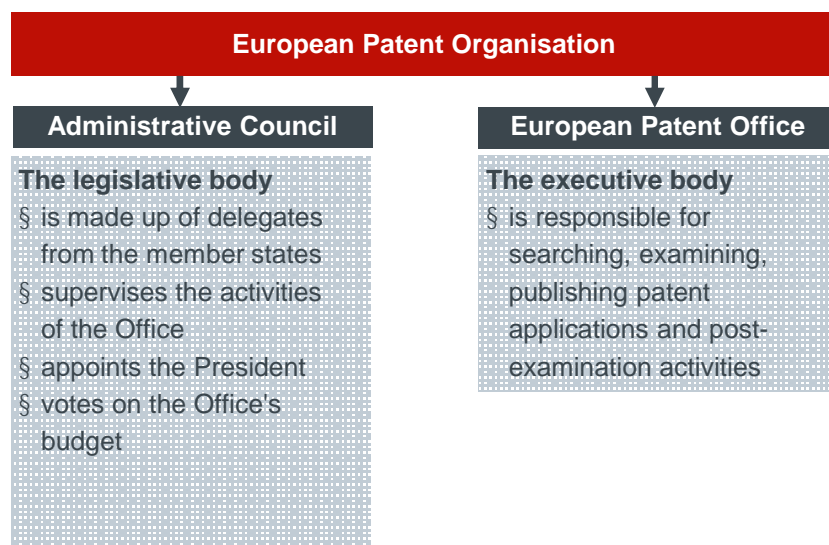 European Patent Organisation
Administrative Council
The legislative body
§ is made up of delegates
from the member states
§ supervises the activities
of the Office
§ appoints the President
§ votes on the Office's
budget
European Patent Office
The executive body
§ is responsible for
searching, examining,
publishing patent
applications and post-
examination activities